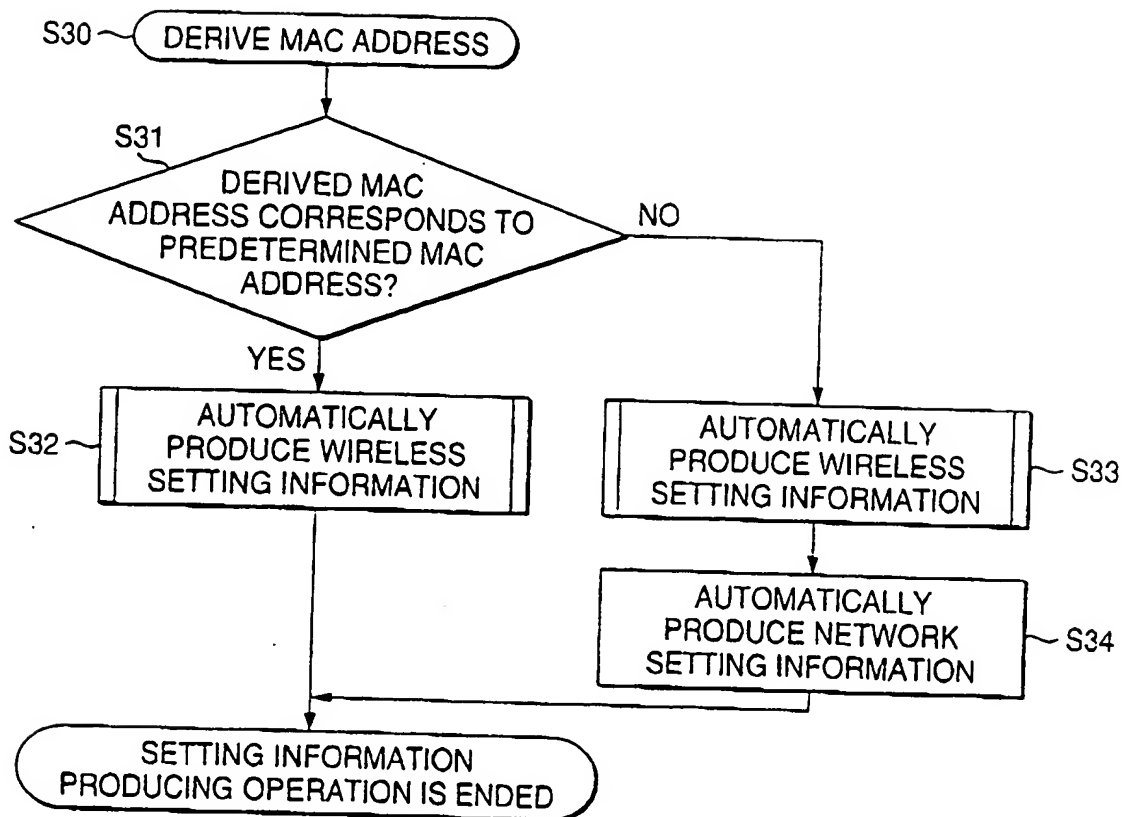 S30
DERIVE MAC ADDRESS
S31
DERIVED MAC
ADDRESS CORRESPONDS TO
PREDETERMINED MAC
ADDRESS?
NO
YES
S32
AUTOMATICALLY
PRODUCE WIRELESS
SETTING INFORMATION
AUTOMATICALLY
PRODUCE WIRELESS
SETTING INFORMATION
S33
AUTOMATICALLY
PRODUCE NETWORK
SETTING INFORMATION
S34
SETTING INFORMATION
PRODUCING OPERATION IS ENDED